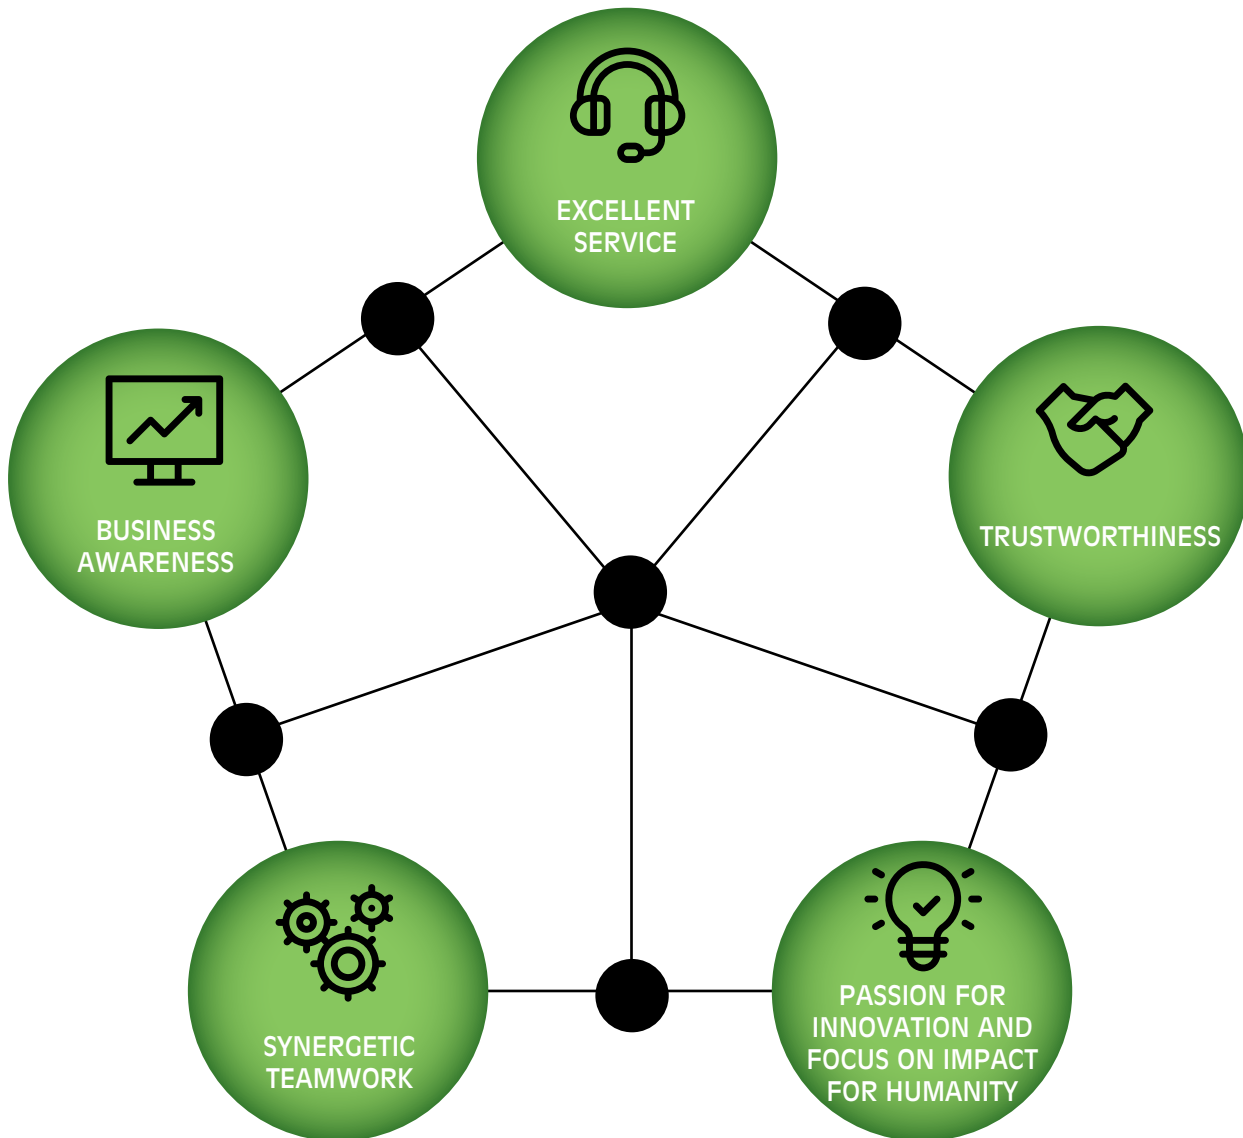 EXCELLENT
SERVICE
BUSINESS
AWARENESS
TRUSTWORTHINESS
SYNERGETIC
TEAMWORK
PASSION FOR
INNOVATION AND
FOCUS ON IMPACT
FOR HUMANITY